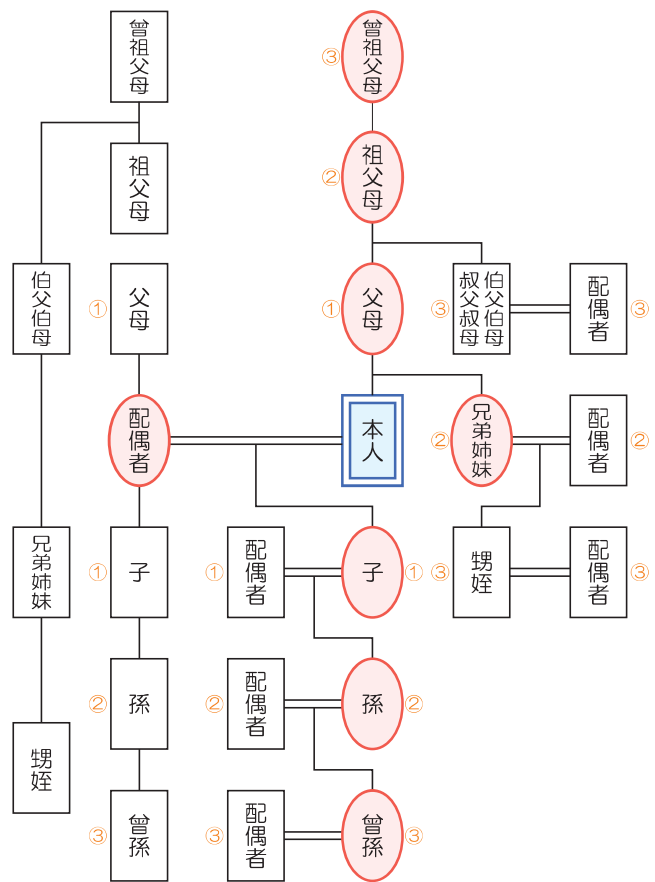 曾祖父母
③
曾祖父母
祖父母
②
祖父母
伯父伯母
①
父母
①
父母
③
伯父伯母
叔父叔母
配偶者
③
配偶者
本人
②
兄弟姉妹
配偶者
②
兄弟姉妹
①
子
①
配偶者
子
①
③
甥姪
配偶者
③
②
孫
②
配偶者
孫
②
甥姪
③
曾孫
③
配偶者
曾孫
③